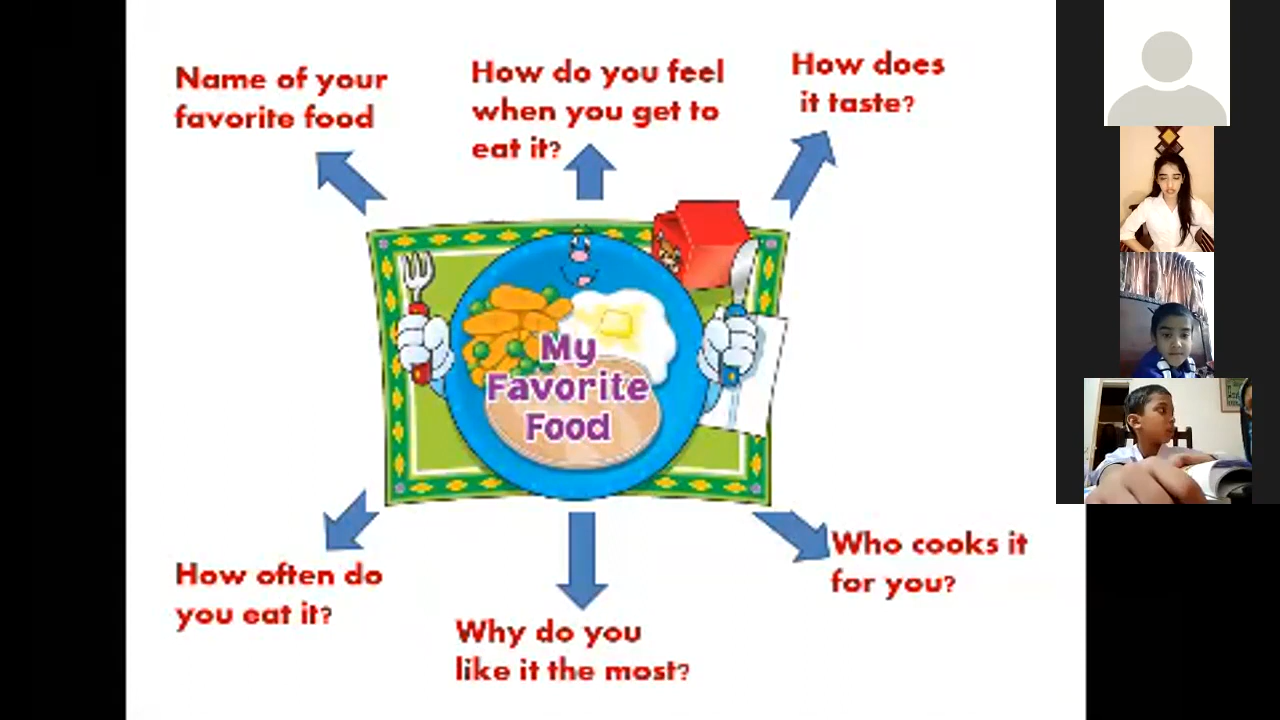 Name of your
favorite food
How do you feel
when you get to
eat it?
How does
it taste?
My
Favorite
Food
How often do
you eat it?
Why do you
like it the most?
Who cooks it
for you?